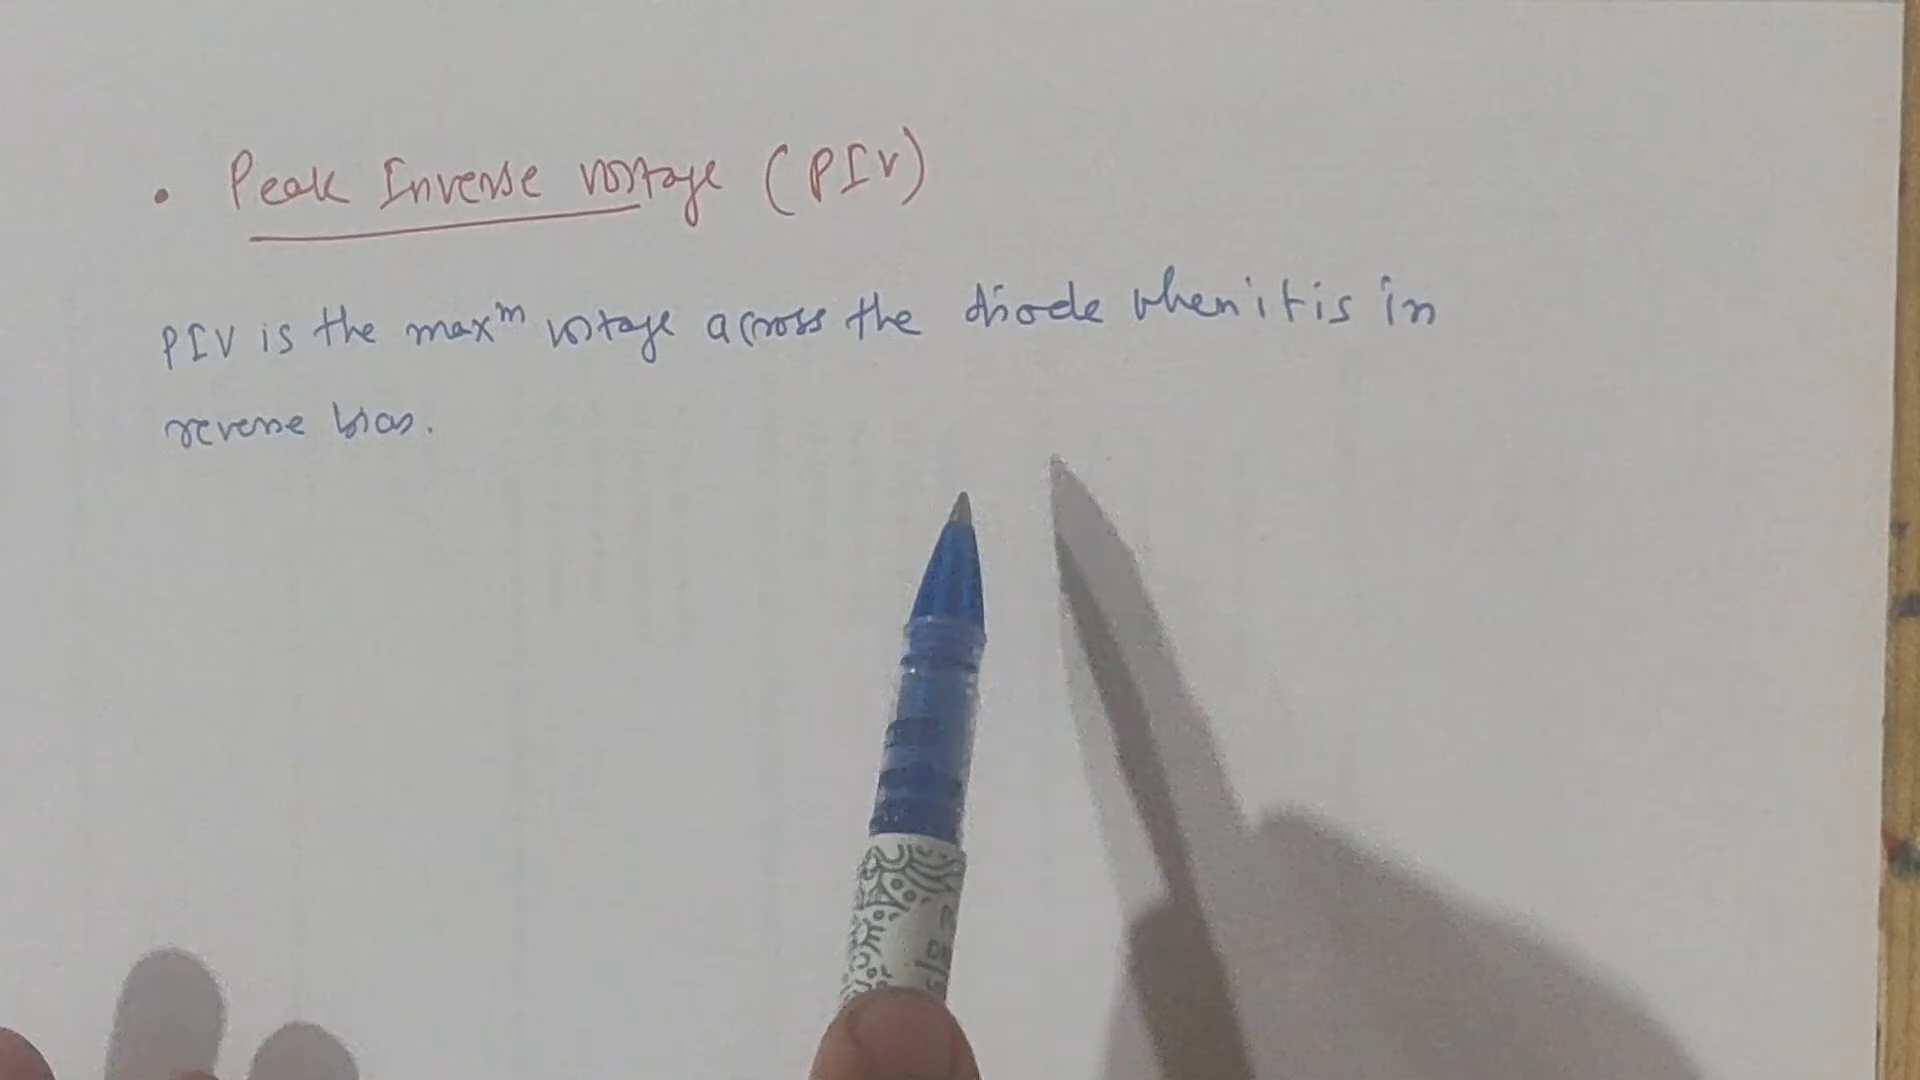 • Peak Inverse voltage (PIV)
PIV is the maxᵐ voltage across the diode when it is in
reverse bias.